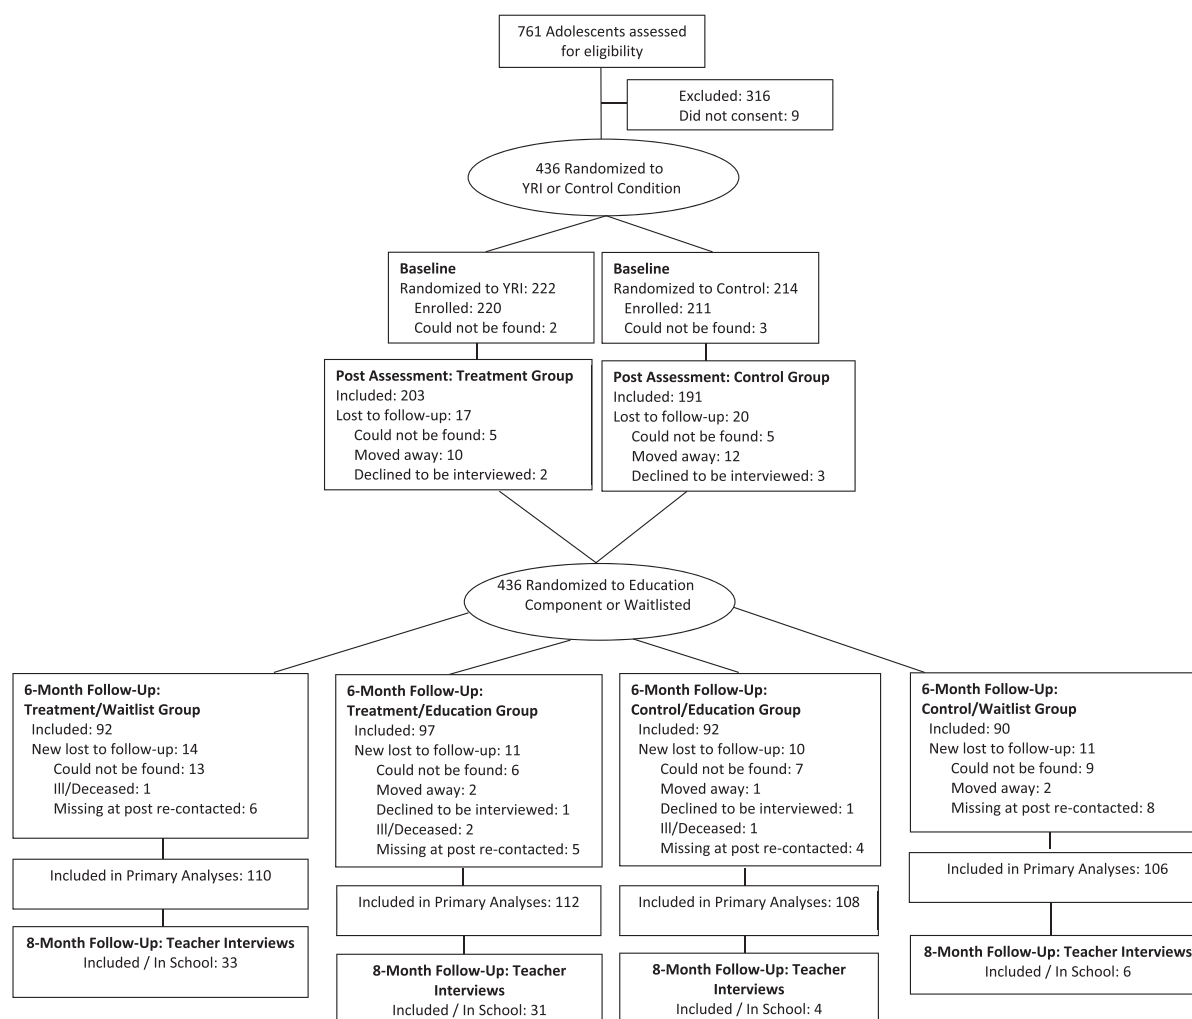 761 Adolescents assessed
for eligibility
Excluded: 316
Did not consent: 9
436 Randomized to
YRI or Control Condition
Baseline
Randomized to YRI: 222
Enrolled: 220
Could not be found: 2
Baseline
Randomized to Control: 214
Enrolled: 211
Could not be found: 3
Post Assessment: Treatment Group
Included: 203
Lost to follow-up: 17
Could not be found: 5
Moved away: 10
Declined to be interviewed: 2
Post Assessment: Control Group
Included: 191
Lost to follow-up: 20
Could not be found: 5
Moved away: 12
Declined to be interviewed: 3
436 Randomized to Education
Component or Waitlisted
6-Month Follow-Up:
Treatment/Waitlist Group
Included: 92
New lost to follow-up: 14
Could not be found: 13
Ill/Deceased: 1
Missing at post re-contacted: 6
Included in Primary Analyses: 110
8-Month Follow-Up: Teacher Interviews
Included / In School: 33
6-Month Follow-Up:
Treatment/Education Group
Included: 97
New lost to follow-up: 11
Could not be found: 6
Moved away: 2
Declined to be interviewed: 1
Ill/Deceased: 2
Missing at post re-contacted: 5
Included in Primary Analyses: 112
8-Month Follow-Up: Teacher
Interviews
Included / In School: 31
6-Month Follow-Up:
Control/Education Group
Included: 92
New lost to follow-up: 10
Could not be found: 7
Moved away: 1
Declined to be interviewed: 1
Ill/Deceased: 1
Missing at post re-contacted: 4
Included in Primary Analyses: 108
8-Month Follow-Up: Teacher
Interviews
Included / In School: 4
6-Month Follow-Up:
Control/Waitlist Group
Included: 90
New lost to follow-up: 11
Could not be found: 9
Moved away: 2
Missing at post re-contacted: 8
Included in Primary Analyses: 106
8-Month Follow-Up: Teacher Interviews
Included / In School: 6